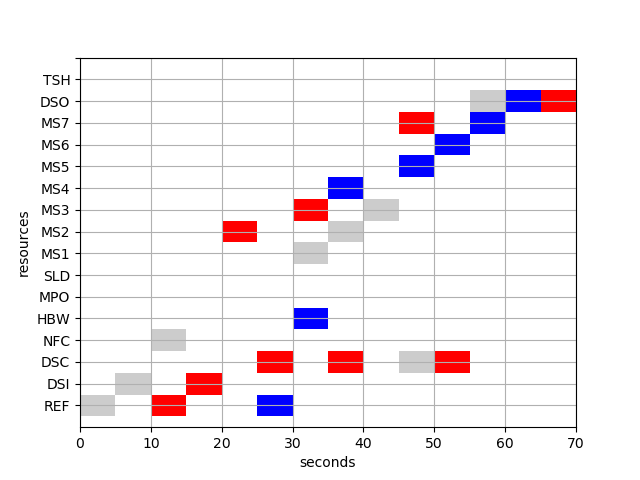 TSH
DSO
MS7
MS6
MS5
MS4
MS3
MS2
MS1
SLD
MPO
HBW
NFC
DSC
DSI
REF
resources
0 10 20 30 40 50 60 70
seconds